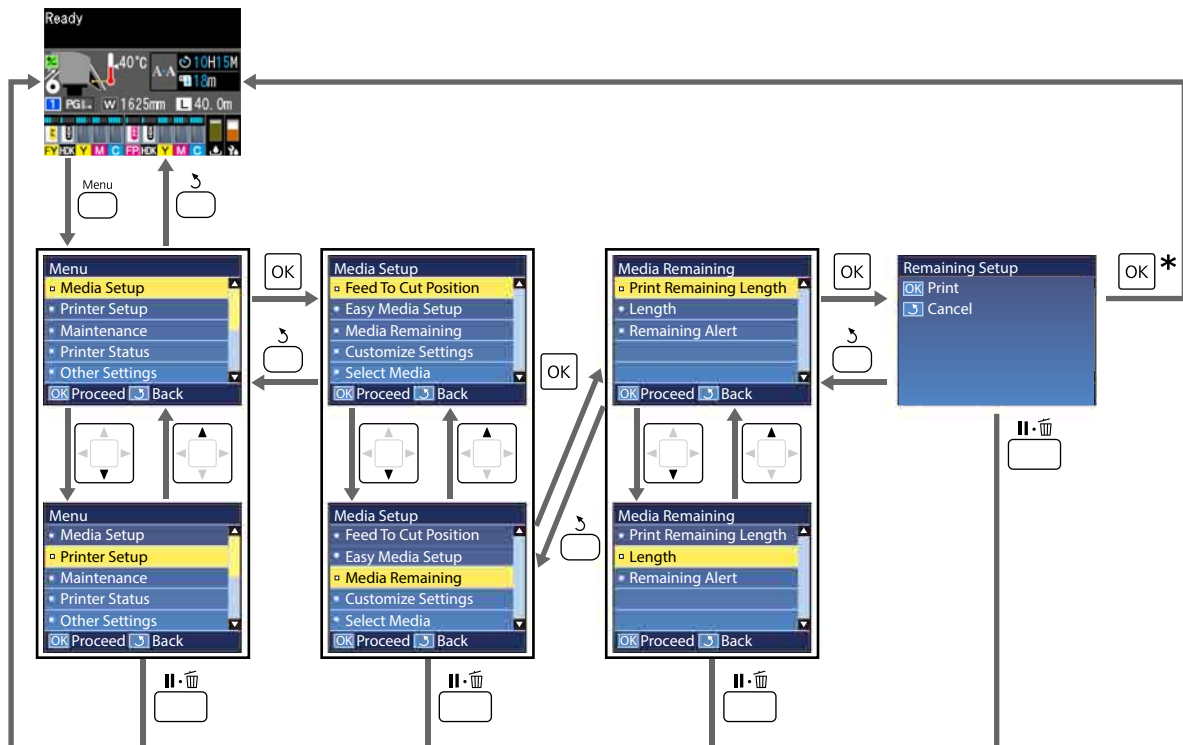 Ready
40°C
A·A
10H15M
18m
1 PG W 1625mm L 40.0m
FY HDK Y M C FP HDK Y M C
Menu
Menu
Media Setup
Printer Setup
Maintenance
Printer Status
Other Settings
OK Proceed Back
OK
Media Setup
Feed To Cut Position
Easy Media Setup
Media Remaining
Customize Settings
Select Media
OK Proceed Back
OK
Media Remaining
Print Remaining Length
Length
Remaining Alert
OK Proceed Back
OK
Remaining Setup
OK Print
Cancel
OK *
Menu
Media Setup
Printer Setup
Maintenance
Printer Status
Other Settings
OK Proceed Back
Media Setup
Feed To Cut Position
Easy Media Setup
Media Remaining
Customize Settings
Select Media
OK Proceed Back
Media Remaining
Print Remaining Length
Length
Remaining Alert
OK Proceed Back